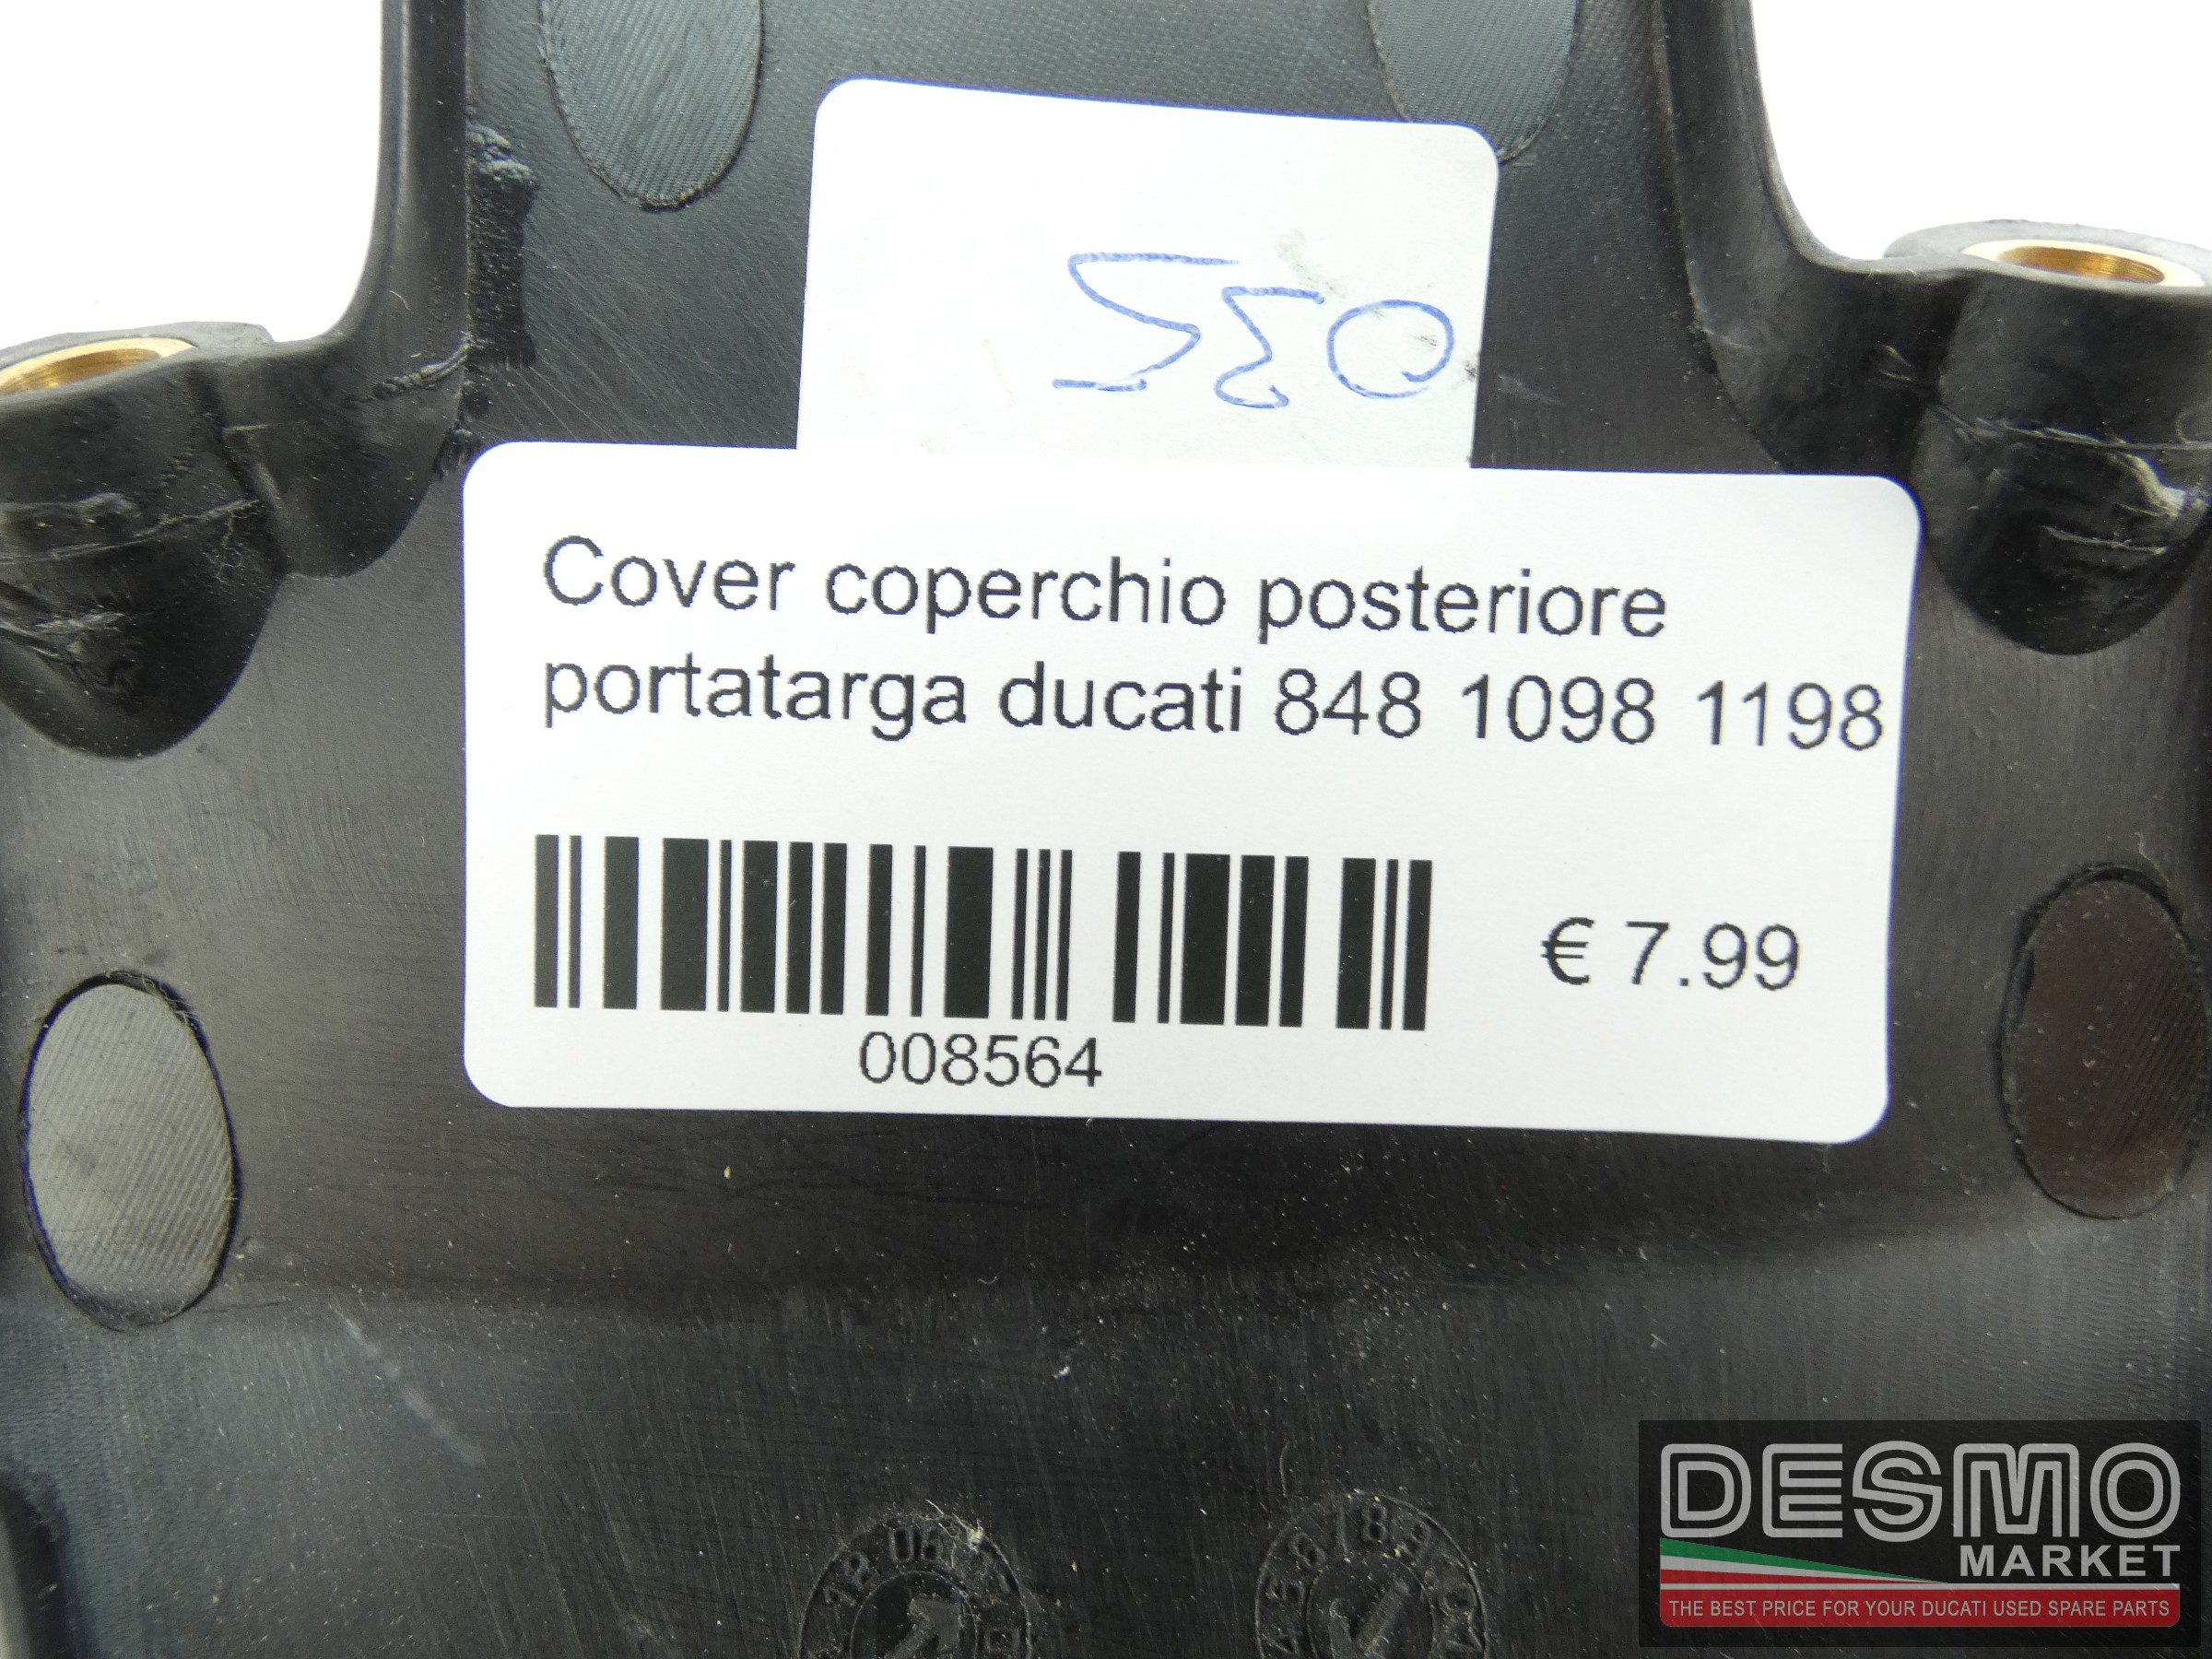 Cover coperchio posteriore
portatarga ducati 848 1098 1198
€ 7.99
008564
DESMO
MARKET
THE BEST PRICE FOR YOUR DUCATI USED SPARE PARTS